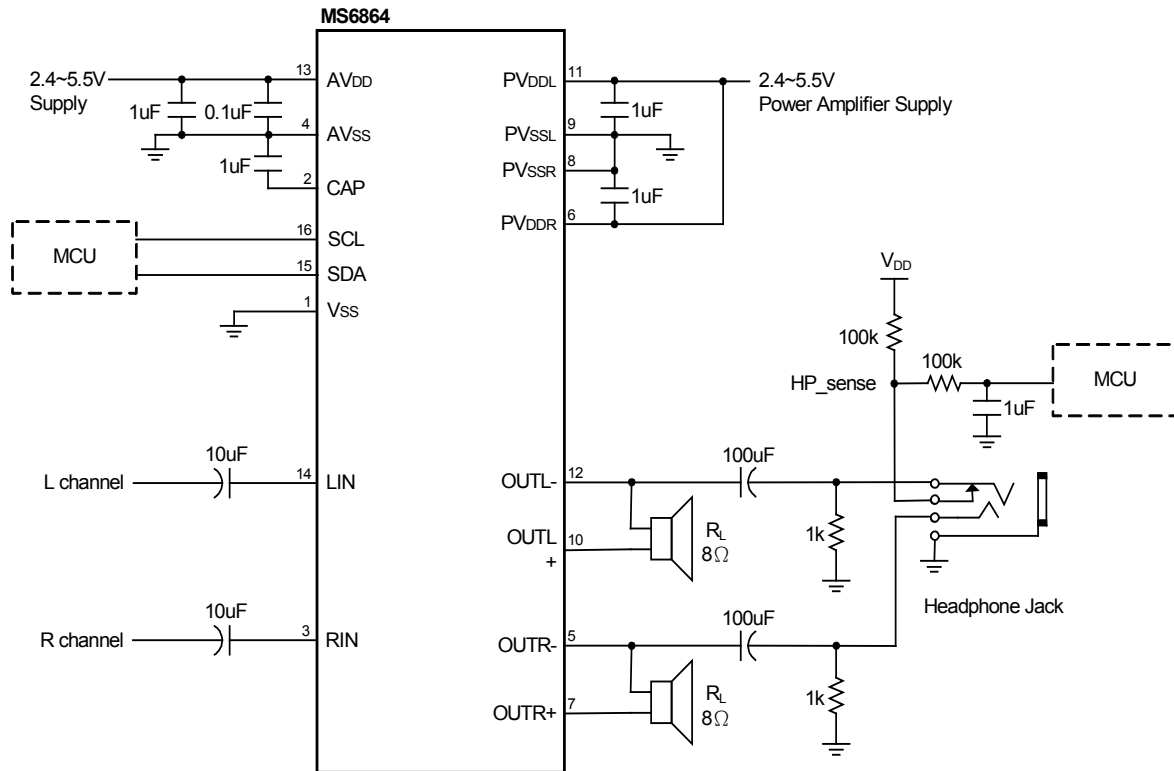 MS6864
2.4~5.5V
Supply
1uF
0.1uF
1uF
13
AVDD
4
AVSS
2
CAP
MCU
16
SCL
15
SDA
1
VSS
L channel
10uF
14
LIN
R channel
10uF
3
RIN
PVDDL
11
PVSSL
9
PVSSR
8
PVDDR
6
1uF
1uF
2.4~5.5V
Power Amplifier Supply
VDD
100k
HP_sense
100k
1uF
MCU
OUTL-
12
OUTL
+
10
RL
8Ω
100uF
1k
Headphone Jack
OUTR-
5
OUTR+
7
RL
8Ω
100uF
1k